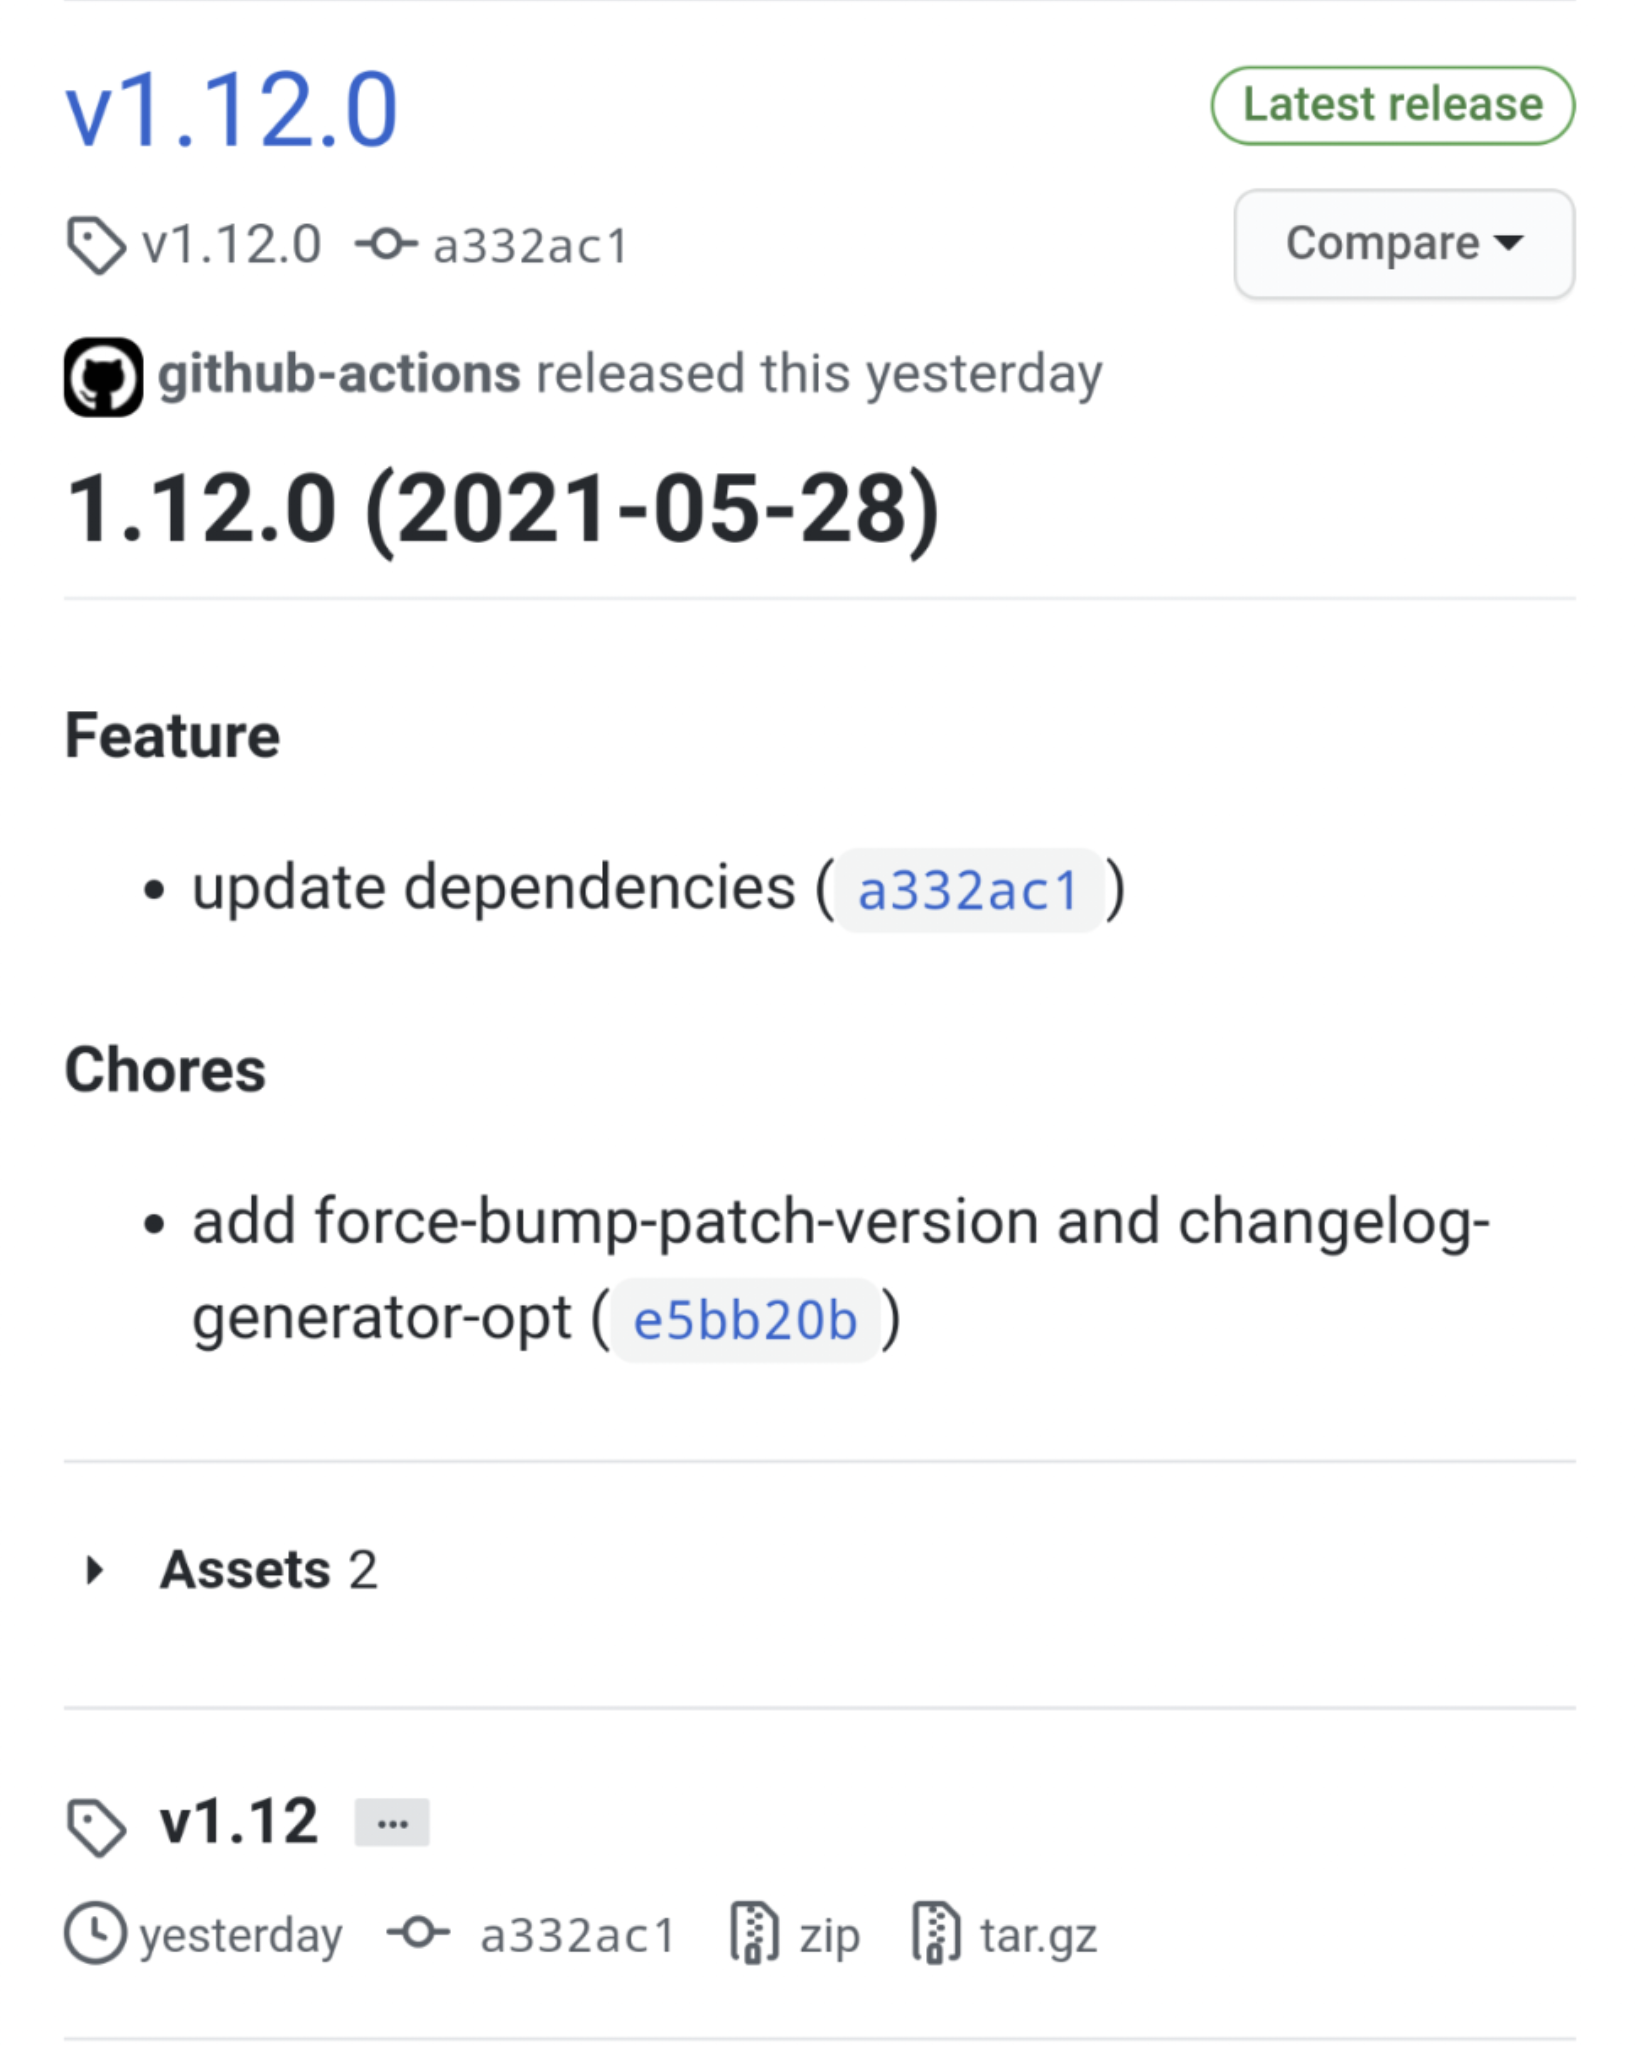 v1.12.0
Latest release
v1.12.0 a332ac1
Compare
github-actions released this yesterday
1.12.0 (2021-05-28)
Feature
• update dependencies ( a332ac1 )
Chores
• add force-bump-patch-version and changelog-
generator-opt ( e5bb20b )
Assets 2
v1.12 ...
yesterday a332ac1 zip tar.gz